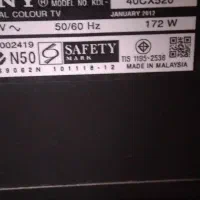 NY MODEL NO. KDL- 40CX520
AL COLOUR TV JANUARY 2012
V ~ 50/60 Hz 172 W
002419
N50 SAFETY MARK TIS 1195-2536
MADE IN MALAYSIA
101118-12